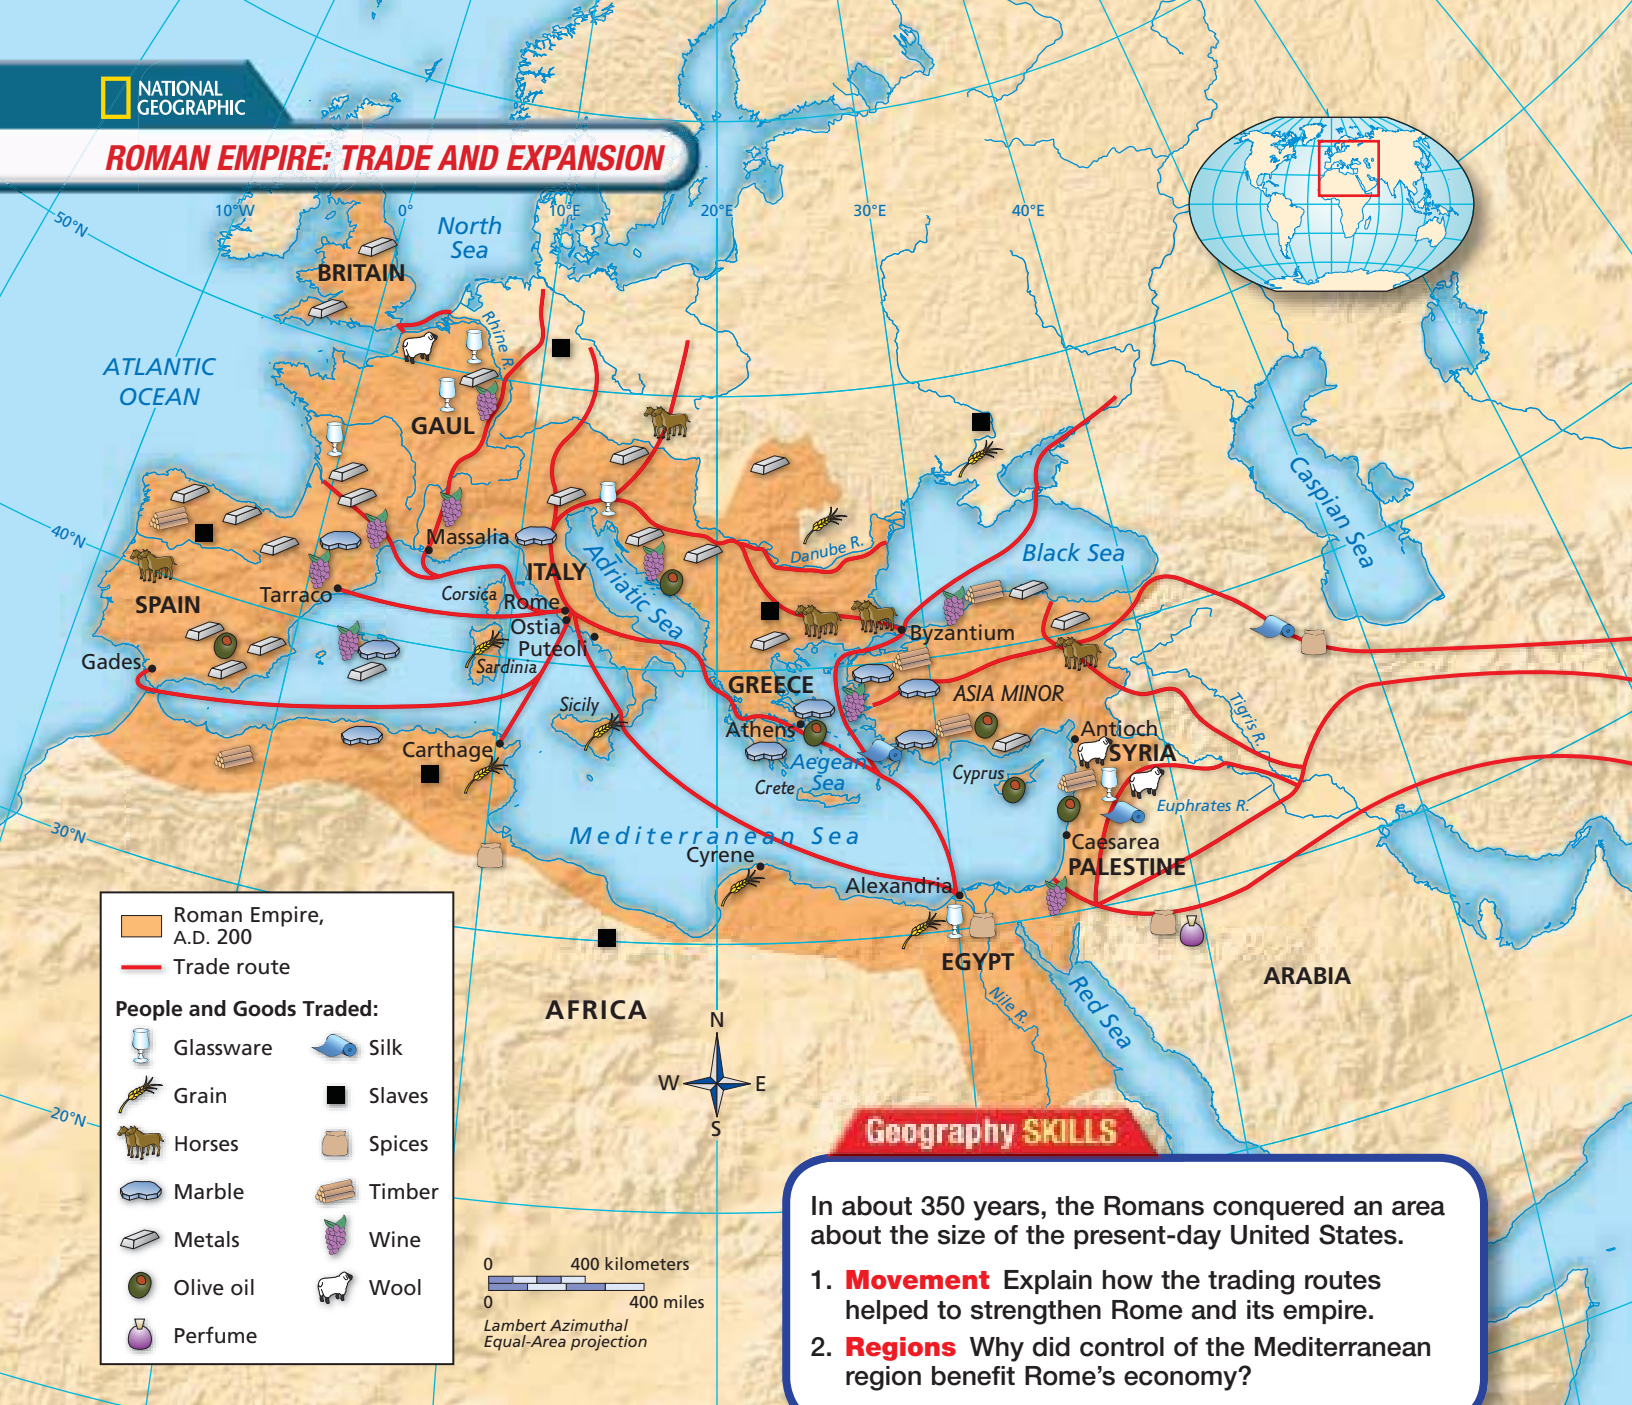 NATIONAL
GEOGRAPHIC
ROMAN EMPIRE: TRADE AND EXPANSION
10°W
0°
10°E
20°E
30°E
40°E
50°N
40°N
30°N
20°N
North
Sea
BRITAIN
ATLANTIC
OCEAN
Rhine R.
GAUL
Caspian Sea
Massalia
Danube R.
Black Sea
ITALY
Adriatic Sea
Corsica
Tarraco
SPAIN
Rome
Ostia
Puteoli
Byzantium
Gades
Sardinia
GREECE
ASIA MINOR
Sicily
Tigris R.
Athens
Antioch
Carthage
SYRIA
Aegean
Sea
Cyprus
Crete
Euphrates R.
Mediterranean Sea
Caesarea
Cyrene
PALESTINE
Alexandria
EGYPT
ARABIA
Nile R.
Red Sea
AFRICA
Roman Empire,
A.D. 200
Trade route
People and Goods Traded:
Glassware
Silk
Grain
Slaves
Horses
Spices
Marble
Timber
Metals
Wine
Olive oil
Wool
Perfume
N
W
E
S
0
400 kilometers
0
400 miles
Lambert Azimuthal
Equal-Area projection
Geography SKILLS
In about 350 years, the Romans conquered an area
about the size of the present-day United States.
1. Movement Explain how the trading routes
helped to strengthen Rome and its empire.
2. Regions Why did control of the Mediterranean
region benefit Rome's economy?